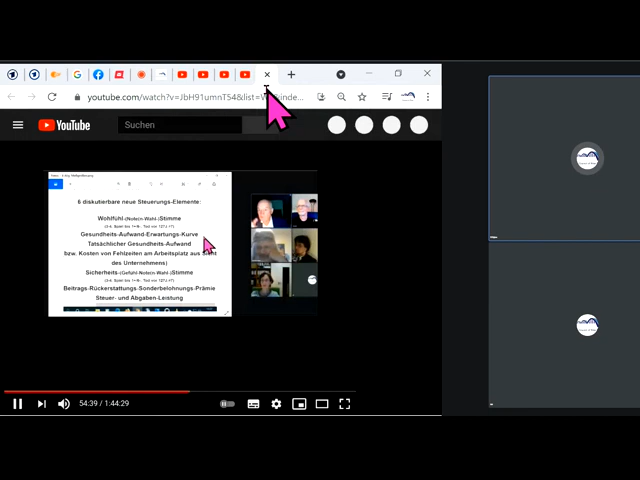 youtube.com/watch?v=JbH91umnT54&list=W
inde...
YouTube
Suchen
6 diskutierbare neue Steuerungs-Elemente:
Wohlfühl-(Note(n-Wahl-)Stimme
Gesundheits-Aufwand-Erwartungs-Kurve
Tatsächlicher Gesundheits-Aufwand
bzw. Kosten von Fehlzeiten am Arbeitsplatz aus Sicht
des Unternehmens)
Sicherheits-(Gefühl-Noten-Wahl-)Stimme
Beitrags-Rückerstattungs-Sonderbelohnungs-Prämie
Steuer- und Abgaben-Leistung
54:39 / 1:44:29